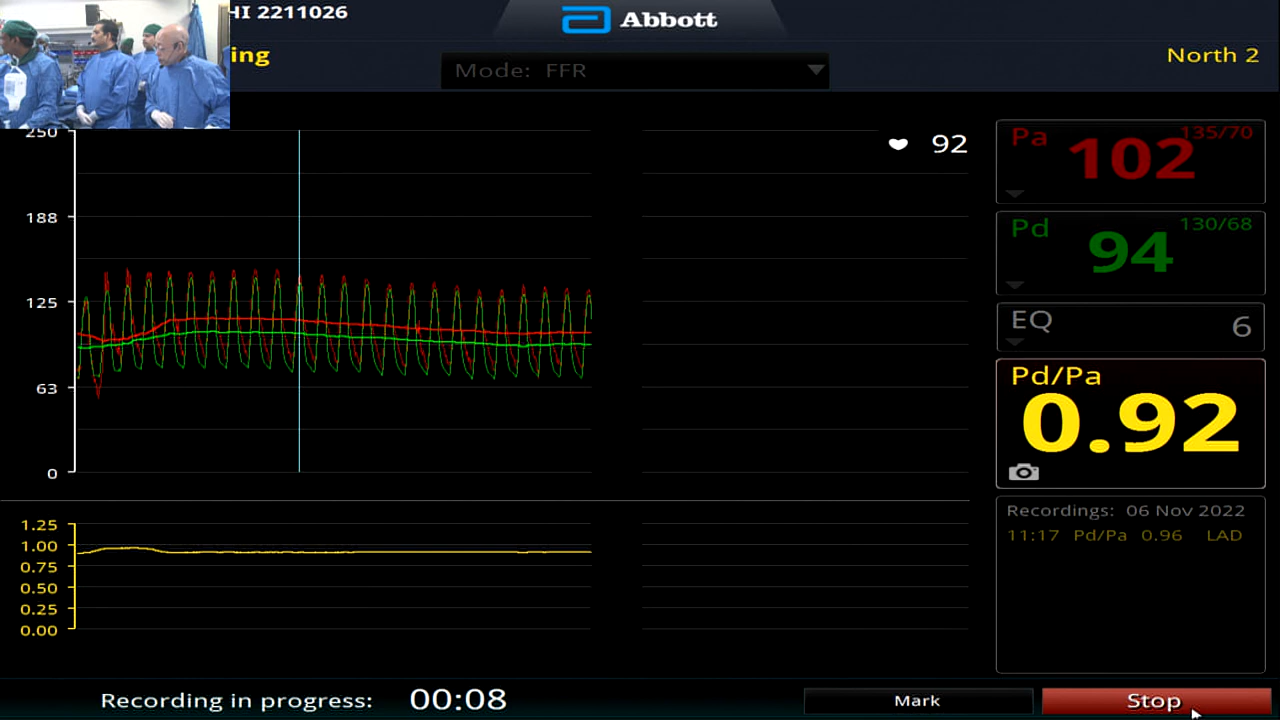 HI 2211026
Abbott
ing
Mode: FFR
North 2
250
188
125
63
0
92
Pa
102
135/70
Pd
94
130/68
EQ
6
Pd/Pa
0.92
Recordings: 06 Nov 2022
11:17 Pd/Pa 0.96 LAD
1.25
1.00
0.75
0.50
0.25
0.00
Recording in progress: 00:08
Mark
Stop